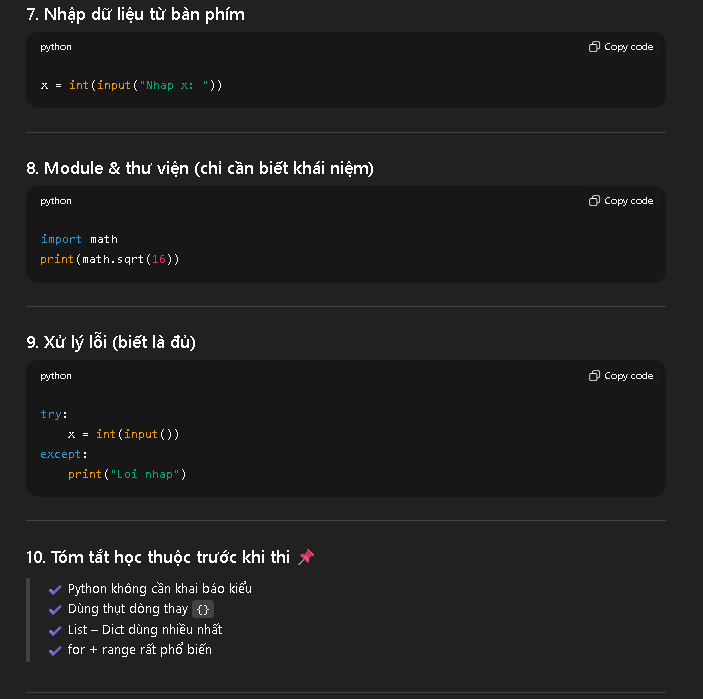 7. Nhập dữ liệu từ bàn phím
python
Copy code
x = int(input("Nhap x: "))
8. Module & thư viện (chỉ cần biết khái niệm)
python
Copy code
import math
print(math.sqrt(16))
9. Xử lý lỗi (biết là đủ)
python
Copy code
try:
    x = int(input())
except:
    print("Loi nhap")
10. Tóm tắt học thuộc trước khi thi 📌
✔ Python không cần khai báo kiểu
✔ Dùng thụt dòng thay {}
✔ List – Dict dùng nhiều nhất
✔ for + range rất phổ biến